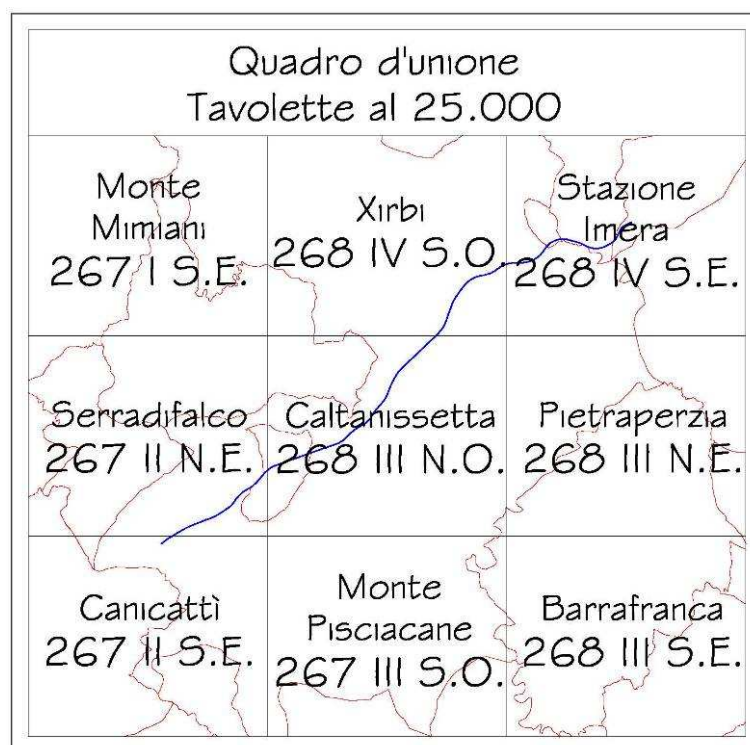 Quadro d'unione
Tavolette al 25.000
Monte
Mimiani
267 I S.E.
Xirbi
268 IV S.O.
Stazione
Imera
268 IV S.E.
Serradifalco
267 II N.E.
Caltanissetta
268 III N.O.
Pietraperzia
268 III N.E.
Canicattì
267 II S.E.
Monte
Pisciacane
267 III S.O.
Barrafranca
268 III S.E.